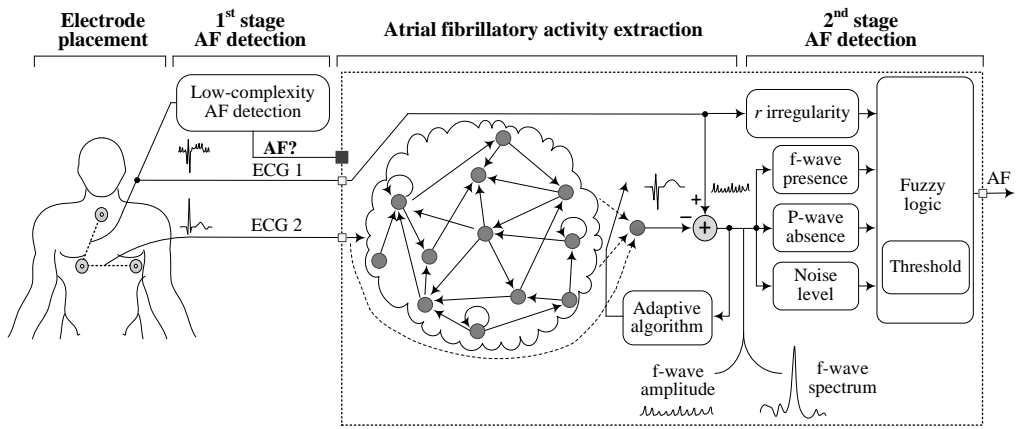 Electrode
placement
1st stage
AF detection
Atrial fibrillatory activity extraction
2nd stage
AF detection
Low-complexity
AF detection
AF?
ECG 1
ECG 2
r irregularity
f-wave
presence
P-wave
absence
Noise
level
Fuzzy
logic
Threshold
AF
+
−
+
Adaptive
algorithm
f-wave
amplitude
f-wave
spectrum